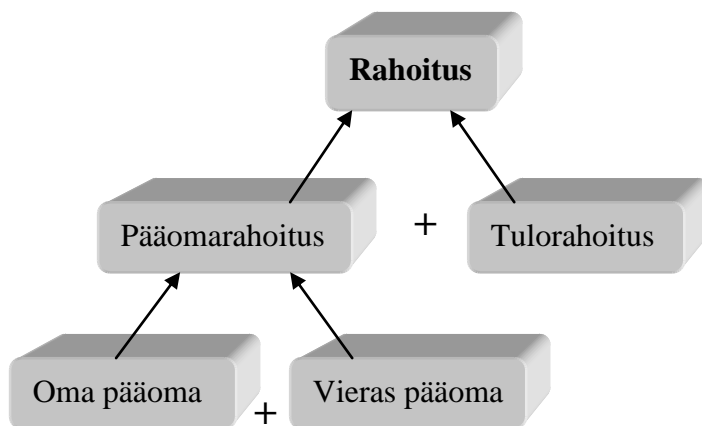 Rahoitus
Pääomarahoitus
+
Tulorahoitus
Oma pääoma
+
Vieras pääoma